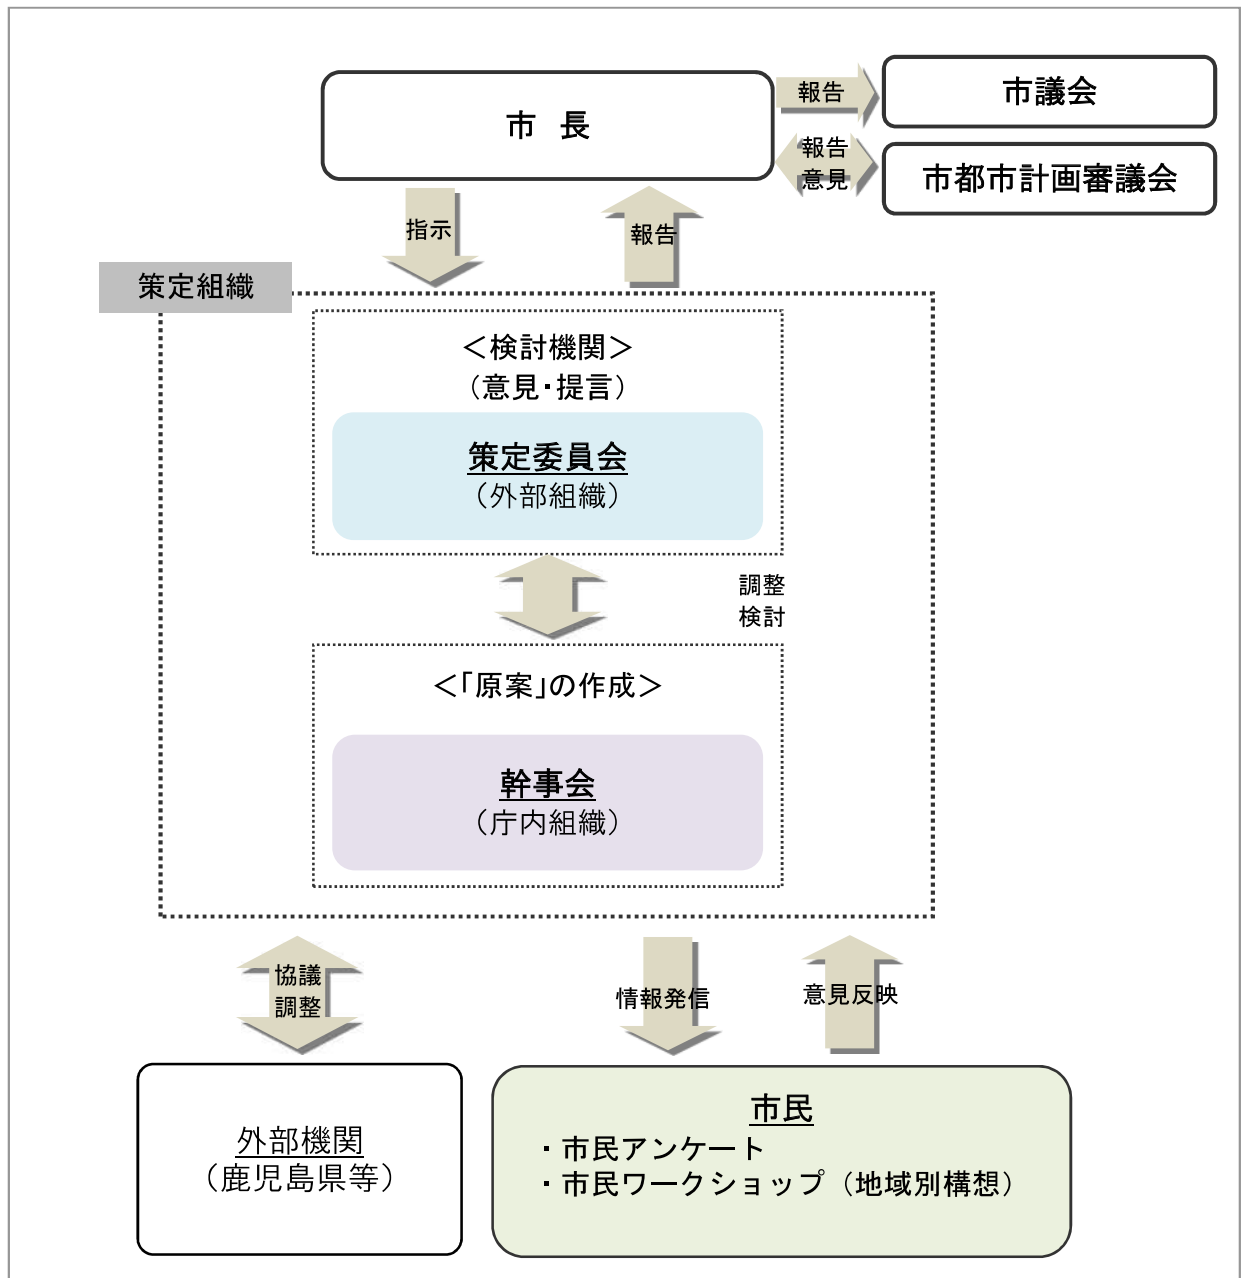 市　長
報告
市議会
報告
意見
市都市計画審議会
指示
報告
策定組織
＜検討機関＞
（意見・提言）
策定委員会
（外部組織）
調整
検討
＜「原案」の作成＞
幹事会
（庁内組織）
協議
調整
情報発信
意見反映
外部機関
（鹿児島県等）
市民
・市民アンケート
・市民ワークショップ（地域別構想）